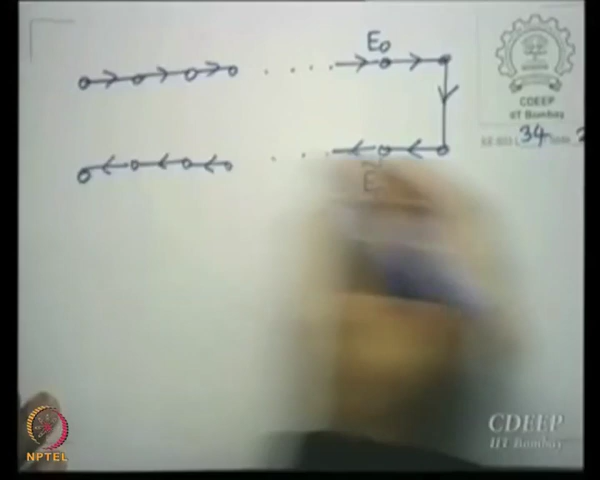 E₀
CDEEP
IIT Bombay
34
E
CDEEP
IIT Bombay
NPTEL